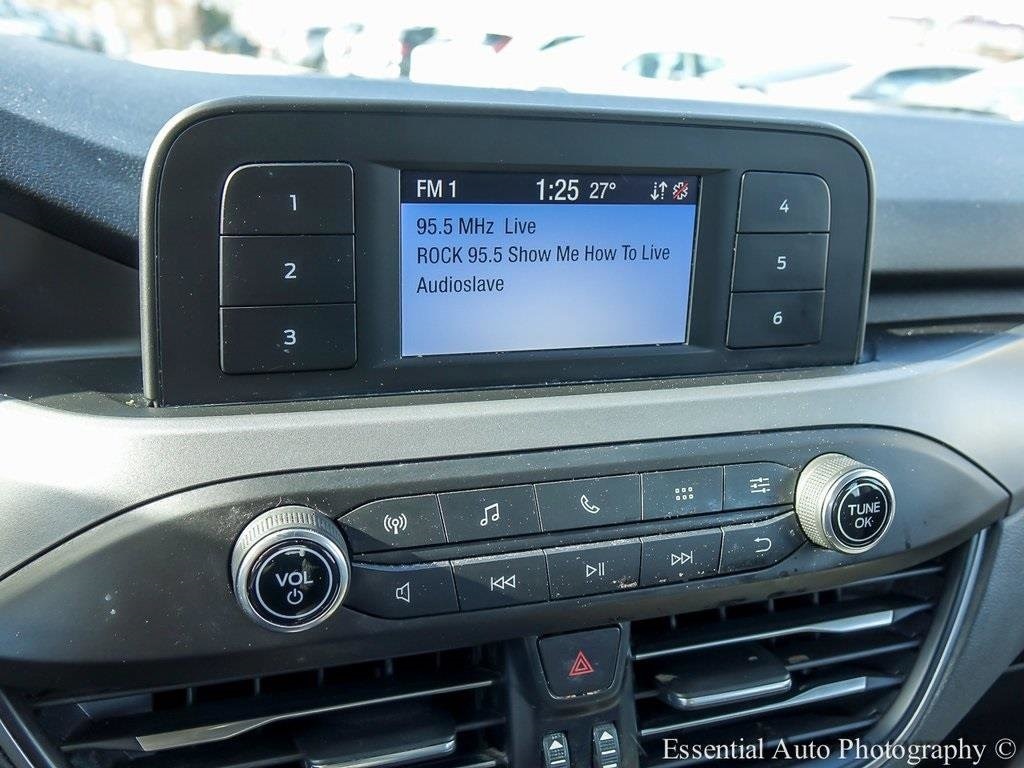 FM 1 1:25 27°
95.5 MHz Live
ROCK 95.5 Show Me How To Live
Audioslave
1
2
3
4
5
6
VOL
TUNE
OK
Essential Auto Photography ©